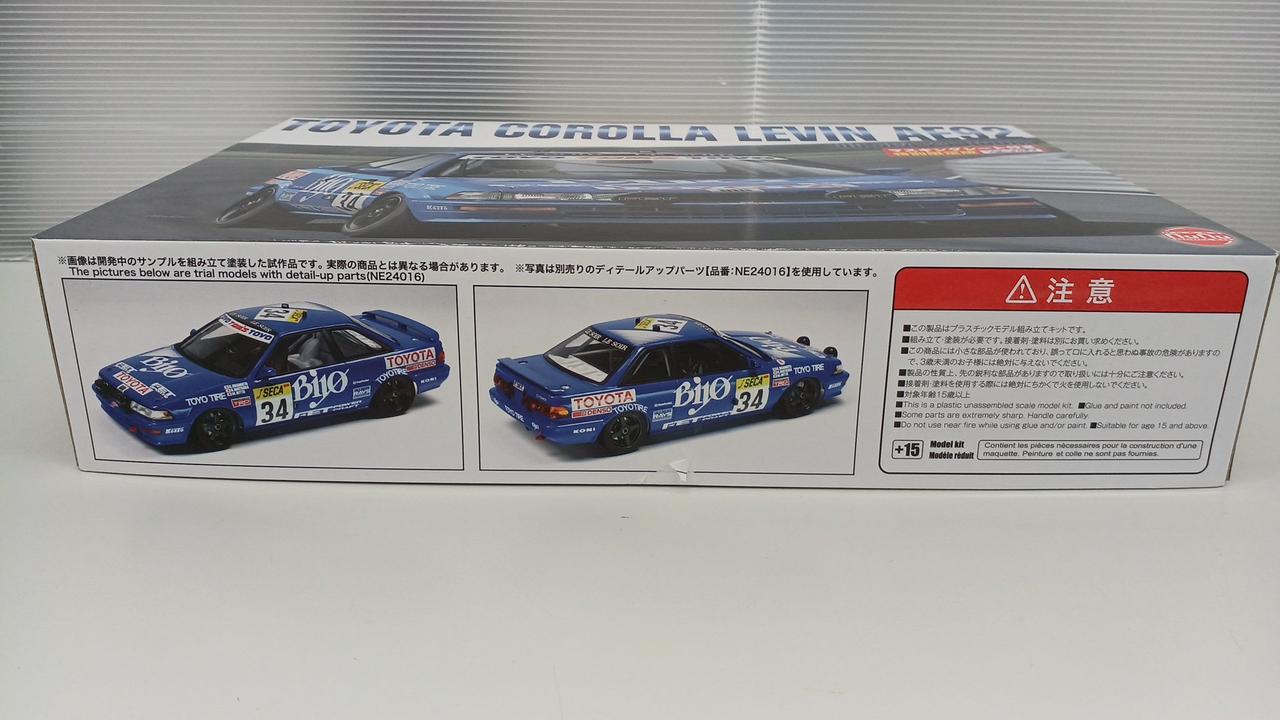 TOYOTA COROLLA LEVIN AE92
※画像は開発中のサンプルを組み立て塗装した試作品です。実際の商品とは異なる場合があります。 ※写真は別売りのディテールアップパーツ【品番:NE24016】を使用しています。
The pictures below are trial models with detail-up parts(NE24016)
注意
■この製品はプラスチックモデル組み立てキットです。
■組み立て・塗装が必要です。接着剤・塗料は別にお買い求めください。
■この商品には小さな部品が使われており、誤って口に入れると思わぬ事故の危険がありますので、
3歳未満のお子様には絶対に与えないでください。
■製品の性質上、先の鋭利な部品がありますので取り扱いには十分にご注意ください。
■接着剤・塗料を使用する際には絶対にちかくで火を使用しないでください。
■対象年齢15歳以上
■This is a plastic unassembled scale model kit. ■Glue and paint not included.
■Some parts are extremely sharp. Handle carefully.
■Do not use near fire while using glue and/or paint. ■Suitable for age 15 and above.
+15 Model kit
Modèle réduit
Contient les pièces nécessaires pour la construction d'une
maquette. Peinture et colle ne sont pas fournies.
Bijo
TOYOTA
DENSO
TOYO TIRE
KONI
SECA
34
TRD
FET
TOYOTA
DENSO
TOYO TIRE
KONI
Bijo
RAYS
FET
SECA
34
LE SOIR